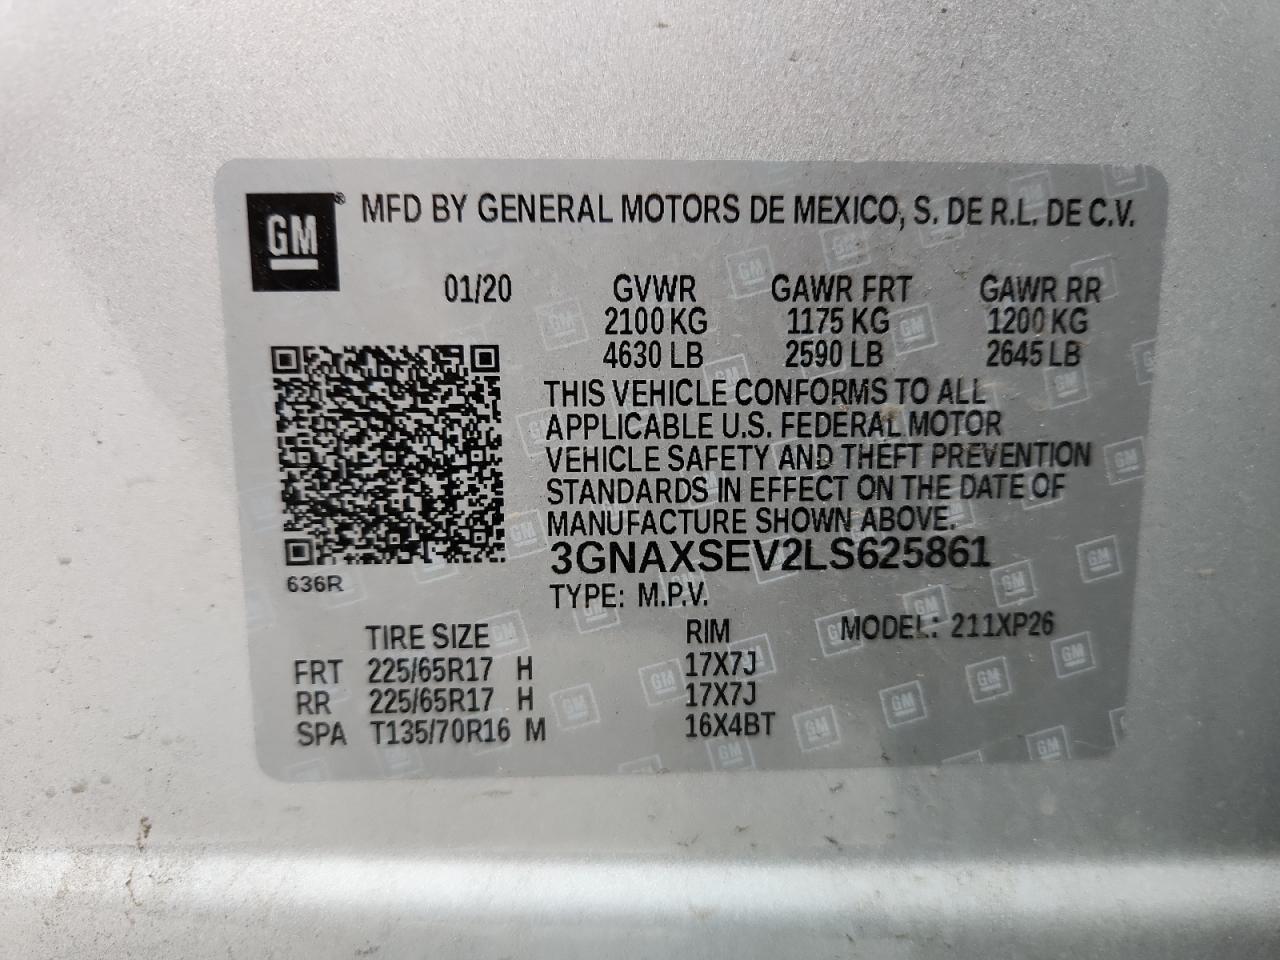 GM® MFD BY GENERAL MOTORS DE MEXICO, S. DE R.L. DE C.V.
01/20 GVWR GAWR FRT GAWR RR
2100 KG 1175 KG 1200 KG
4630 LB 2590 LB 2645 LB
THIS VEHICLE CONFORMS TO ALL
APPLICABLE U.S. FEDERAL MOTOR
VEHICLE SAFETY AND THEFT PREVENTION
STANDARDS IN EFFECT ON THE DATE OF
MANUFACTURE SHOWN ABOVE.
3GNAXSEV2LS625861
636R
TYPE: M.P.V.
TIRE SIZE RIM MODEL: 211XP26
FRT 225/65R17 H 17X7J
RR 225/65R17 H 17X7J
SPA T135/70R16 M 16X4BT